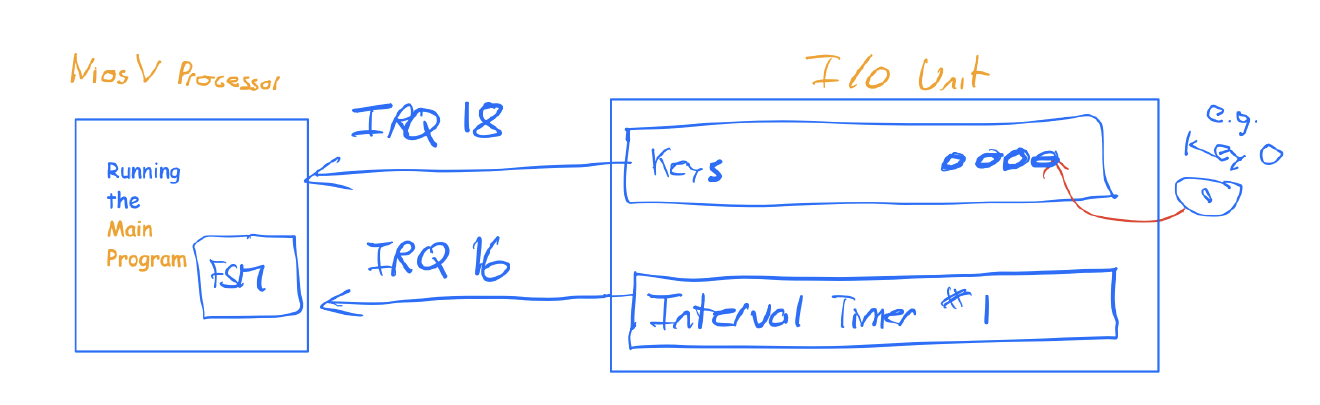 Nios V Processor
I/O Unit
IRQ 18
Keys
e.g.
Key 0
0
Running
the
Main
Program
FSM
IRQ 16
Interval Timer #1